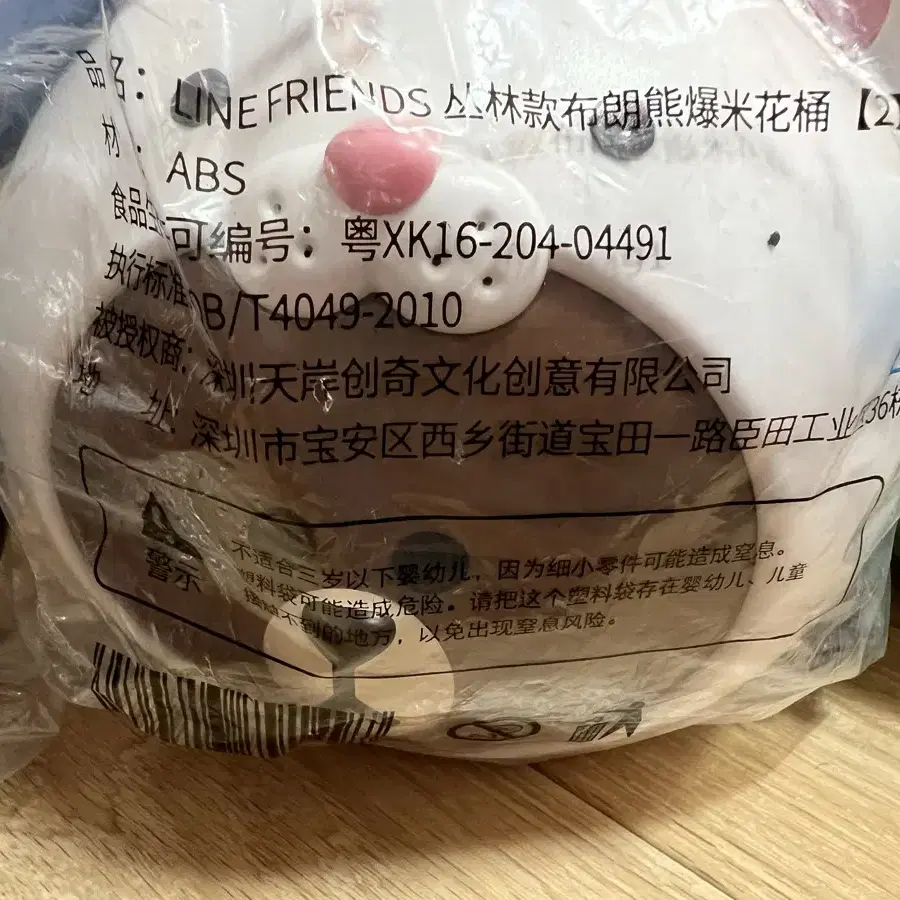 品名： LINE FRIENDS 丛林款布朗熊爆米花桶【2】
材 : ABS
食品生 可编号：粤XK16-204-04491
执行标准 B/T4049-2010
被授权商：深圳天岸创奇文化创意有限公司
地 址：深圳市宝安区西乡街道宝田一路臣田工业区36栋
警示
不适合三岁以下婴幼儿，因为细小零件可能造成窒息。
塑料袋可能造成危险。请把这个塑料袋存在婴幼儿、儿童
接触不到的地方，以免出现窒息风险。